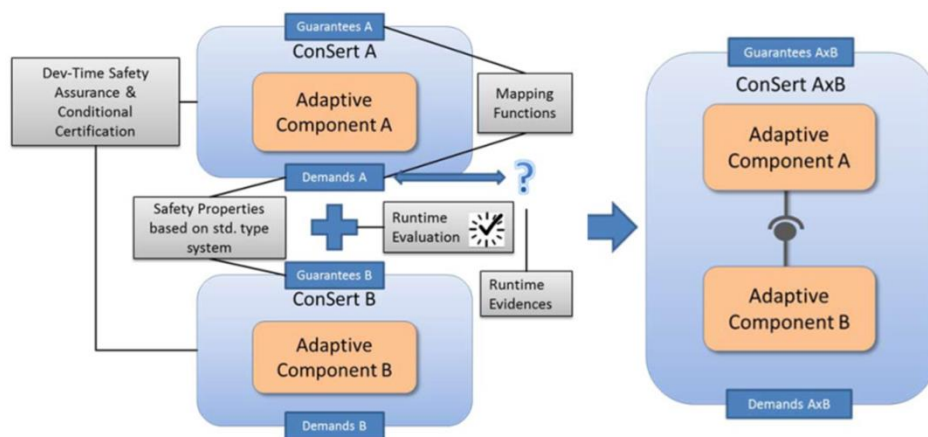 Guarantees A
ConSert A
Dev-Time Safety
Assurance &
Conditional
Certification
Adaptive
Component A
Mapping
Functions
Demands A
?
Safety Properties
based on std. type
system
Runtime
Evaluation
Guarantees B
ConSert B
Runtime
Evidences
Adaptive
Component B
Demands B
Guarantees AxB
ConSert AxB
Adaptive
Component A
Adaptive
Component B
Demands AxB